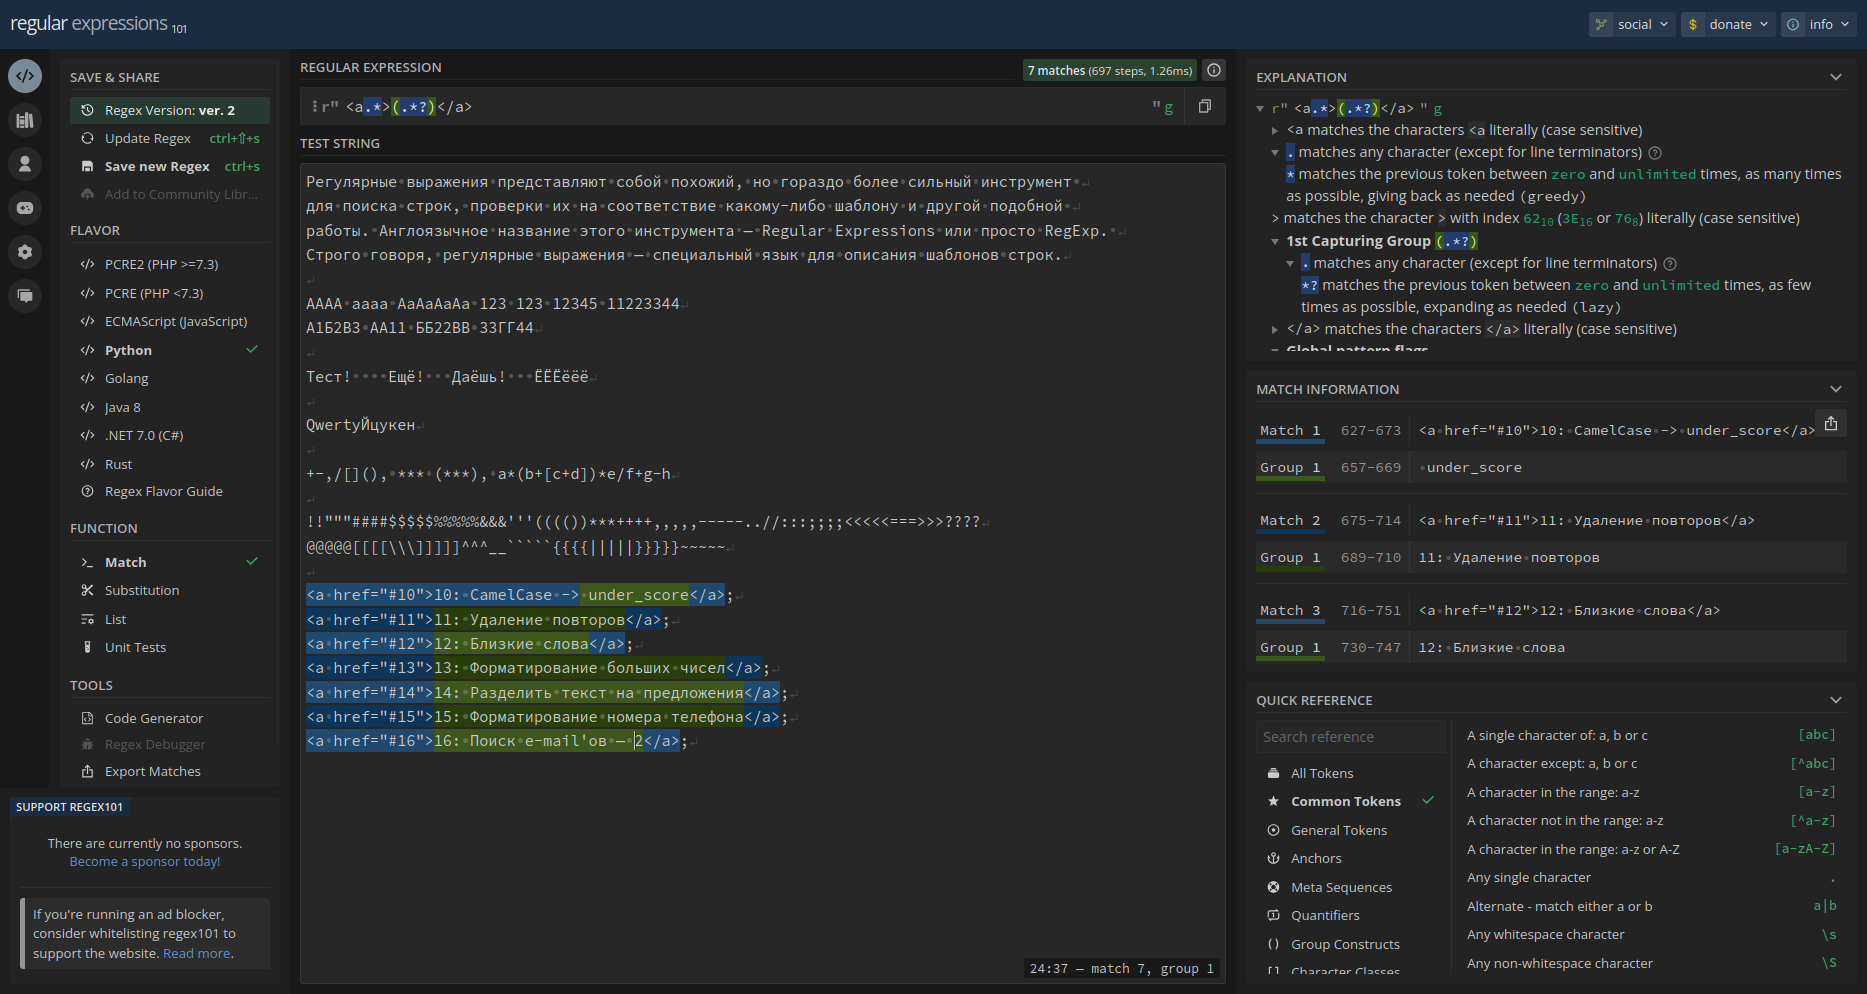 regular expressions 101
social
donate
info
SAVE & SHARE
Regex Version: ver. 2
Update Regex ctrl+⇧+s
Save new Regex ctrl+s
Add to Community Libr...
FLAVOR
PCRE2 (PHP >=7.3)
PCRE (PHP <7.3)
ECMAScript (JavaScript)
Python
Golang
Java 8
.NET 7.0 (C#)
Rust
Regex Flavor Guide
FUNCTION
Match
Substitution
List
Unit Tests
TOOLS
Code Generator
Regex Debugger
Export Matches
SUPPORT REGEX101
There are currently no sponsors.
Become a sponsor today!
If you're running an ad blocker,
consider whitelisting regex101 to
support the website. Read more.
REGULAR EXPRESSION
7 matches (697 steps, 1.26ms)
r" <a.*>(.*?)</a> " g
TEST STRING
Регулярные выражения представляют собой похожий, но гораздо более сильный инструмент
для поиска строк, проверки их на соответствие какому-либо шаблону и другой подобной
работы. Англоязычное название этого инструмента — Regular Expressions или просто RegExp.
Строго говоря, регулярные выражения — специальный язык для описания шаблонов строк.
АААА аааа АаАаАаАа 123 123 12345 11223344
А1Б2В3 АА11 ББ22ВВ 33ГГ44
Тест!    Ещё!   Даёшь!   ЁЁЁёёё
QwertyЙцукен
+-,/[](), *** (***), a*(b+[c+d])*e/f+g-h
!!"""####$$$$$%%%%%&&&'''(((())***++++,,,,,-----..//:::;;;;<<<<<===>>>????
@@@@@[[[[\\\]]]]]^^^__`````{{{{|||||}}}}}~~~~~
<a href="#10">10: CamelCase -> under_score</a>;
<a href="#11">11: Удаление повторов</a>;
<a href="#12">12: Близкие слова</a>;
<a href="#13">13: Форматирование больших чисел</a>;
<a href="#14">14: Разделить текст на предложения</a>;
<a href="#15">15: Форматирование номера телефона</a>;
<a href="#16">16: Поиск e-mail'ов — 2</a>;
24:37 — match 7, group 1
EXPLANATION
r" <a.*>(.*?)</a> " g
<a matches the characters <a literally (case sensitive)
. matches any character (except for line terminators)
* matches the previous token between zero and unlimited times, as many times
as possible, giving back as needed (greedy)
> matches the character > with index 62₁₀ (3E₁₆ or 76₈) literally (case sensitive)
1st Capturing Group (.*?)
. matches any character (except for line terminators)
*? matches the previous token between zero and unlimited times, as few
times as possible, expanding as needed (lazy)
</a> matches the characters </a> literally (case sensitive)
Global pattern flags
MATCH INFORMATION
Match 1 627-673 <a href="#10">10: CamelCase -> under_score</a>
Group 1 657-669  under_score
Match 2 675-714 <a href="#11">11: Удаление повторов</a>
Group 1 689-710 11: Удаление повторов
Match 3 716-751 <a href="#12">12: Близкие слова</a>
Group 1 730-747 12: Близкие слова
QUICK REFERENCE
Search reference
All Tokens
Common Tokens
General Tokens
Anchors
Meta Sequences
Quantifiers
Group Constructs
Character Classes
A single character of: a, b or c [abc]
A character except: a, b or c [^abc]
A character in the range: a-z [a-z]
A character not in the range: a-z [^a-z]
A character in the range: a-z or A-Z [a-zA-Z]
Any single character .
Alternate - match either a or b a|b
Any whitespace character \s
Any non-whitespace character \S